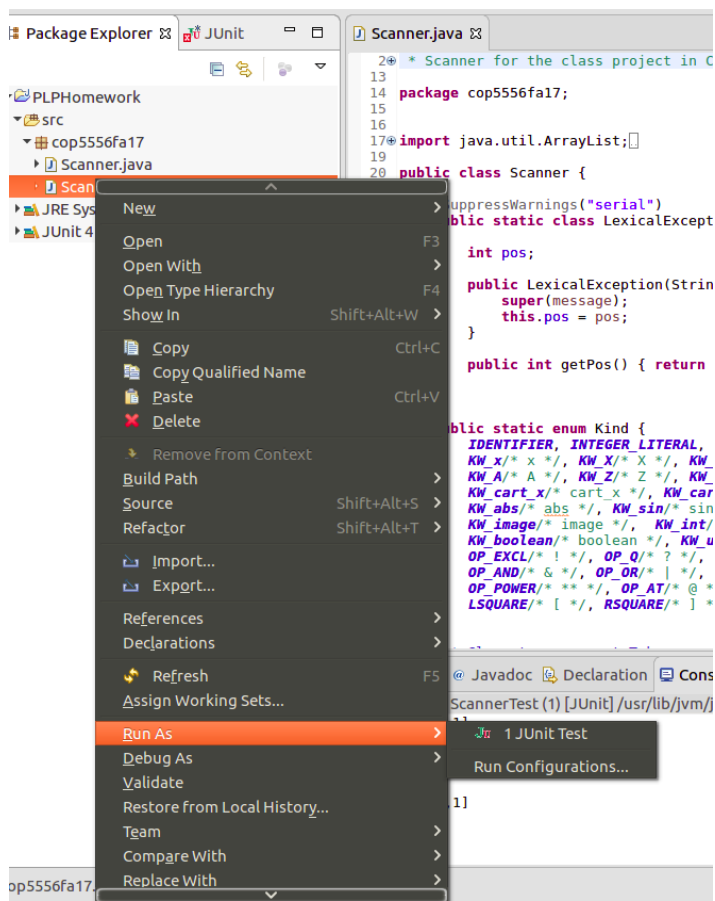 Package Explorer JUnit
PLPHomework
src
cop5556fa17
Scanner.java
Scan
JRE Sys
JUnit 4
New
Open F3
Open With
Open Type Hierarchy F4
Show In Shift+Alt+W
Copy Ctrl+C
Copy Qualified Name
Paste Ctrl+V
Delete
Remove from Context
Build Path
Source Shift+Alt+S
Refactor Shift+Alt+T
Import...
Export...
References
Declarations
Refresh F5
Assign Working Sets...
Run As
Debug As
Validate
Restore from Local History...
Team
Compare With
Replace With
1 JUnit Test
Run Configurations...
op5556fa17.
Scanner.java
2 * Scanner for the class project in C
13
14 package cop5556fa17;
15
16
17 import java.util.ArrayList;
19
20 public class Scanner {
uppressWarnings("serial")
blic static class LexicalExcept
int pos;
public LexicalException(Strin
super(message);
this.pos = pos;
}
public int getPos() { return
blic static enum Kind {
IDENTIFIER, INTEGER_LITERAL,
KW_x/* x */, KW_X/* X */, KW_
KW_A/* A */, KW_Z/* Z */, KW_
KW_cart_x/* cart_x */, KW_car
KW_abs/* abs */, KW_sin/* sin
KW_image/* image */, KW_int/
KW_boolean/* boolean */, KW_u
OP_EXCL/* ! */, OP_Q/* ? */,
OP_AND/* & */, OP_OR/* | */,
OP_POWER/* ** */, OP_AT/* @ *
LSQUARE/* [ */, RSQUARE/* ] *
@ Javadoc Declaration Cons
ScannerTest (1) [JUnit] /usr/lib/jvm/j
,1]